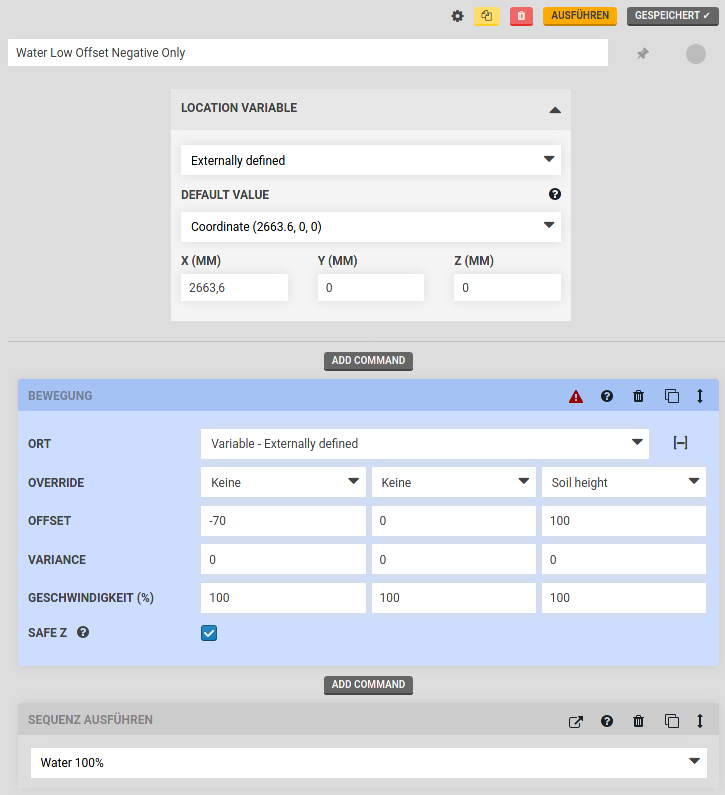 AUSFÜHREN GESPEICHERT ✔
Water Low Offset Negative Only
LOCATION VARIABLE
Externally defined
DEFAULT VALUE
Coordinate (2663.6, 0, 0)
X (MM) Y (MM) Z (MM)
2663,6 0 0
ADD COMMAND
BEWEGUNG
ORT Variable - Externally defined [–]
OVERRIDE Keine Keine Soil height
OFFSET -70 0 100
VARIANCE 0 0 0
GESCHWINDIGKEIT (%) 100 100 100
SAFE Z
ADD COMMAND
SEQUENZ AUSFÜHREN
Water 100%